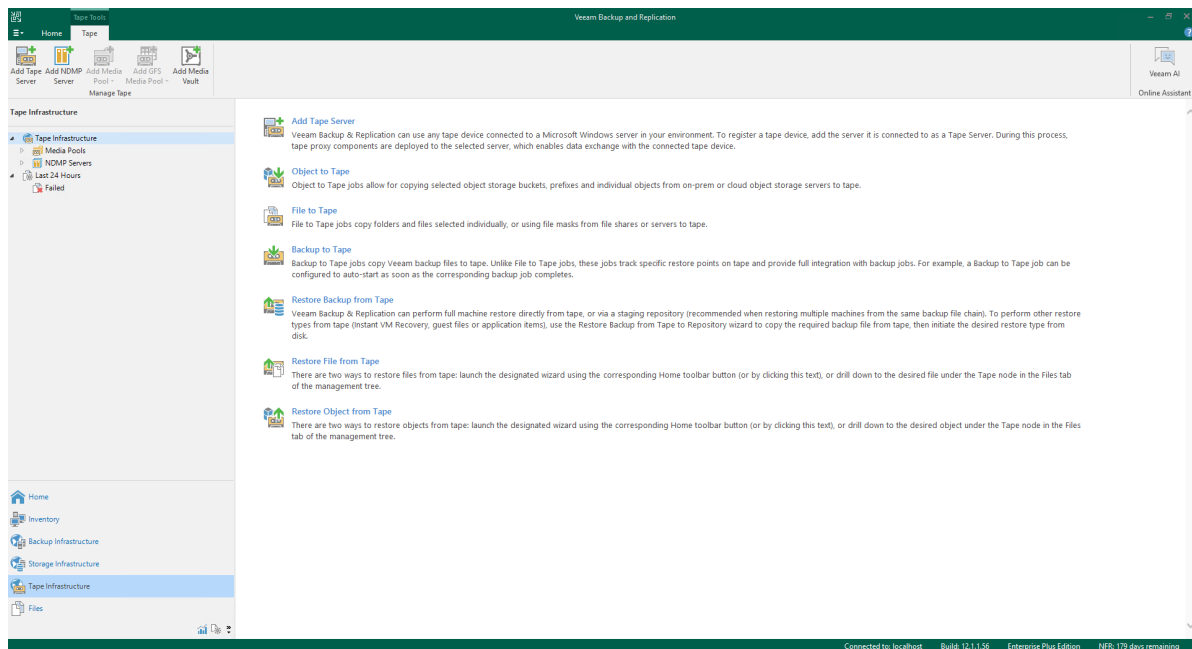 Tape Tools
Veeam Backup and Replication
Home
Tape
Add Tape Server
Add NDMP Server
Add Media Pool
Add GFS Media Pool
Add Media Vault
Manage Tape
Veeam AI
Online Assistant
Tape Infrastructure
Tape Infrastructure
Media Pools
NDMP Servers
Last 24 Hours
Failed
Add Tape Server
Veeam Backup & Replication can use any tape device connected to a Microsoft Windows server in your environment. To register a tape device, add the server it is connected to as a Tape Server. During this process,
tape proxy components are deployed to the selected server, which enables data exchange with the connected tape device.
Object to Tape
Object to Tape jobs allow for copying selected object storage buckets, prefixes and individual objects from on-prem or cloud object storage servers to tape.
File to Tape
File to Tape jobs copy folders and files selected individually, or using file masks from file shares or servers to tape.
Backup to Tape
Backup to Tape jobs copy Veeam backup files to tape. Unlike File to Tape jobs, these jobs track specific restore points on tape and provide full integration with backup jobs. For example, a Backup to Tape job can be
configured to auto-start as soon as the corresponding backup job completes.
Restore Backup from Tape
Veeam Backup & Replication can perform full machine restore directly from tape, or via a staging repository (recommended when restoring multiple machines from the same backup file chain). To perform other restore
types from tape (Instant VM Recovery, guest files or application items), use the Restore Backup from Tape to Repository wizard to copy the required backup file from tape, then initiate the desired restore type from
disk.
Restore File from Tape
There are two ways to restore files from tape: launch the designated wizard using the corresponding Home toolbar button (or by clicking this text), or drill down to the desired file under the Tape node in the Files tab
of the management tree.
Restore Object from Tape
There are two ways to restore objects from tape: launch the designated wizard using the corresponding Home toolbar button (or by clicking this text), or drill down to the desired object under the Tape node in the Files
tab of the management tree.
Home
Inventory
Backup Infrastructure
Storage Infrastructure
Tape Infrastructure
Files
Connected to: localhost
Build: 12.1.1.56
Enterprise Plus Edition
NFR: 179 days remaining